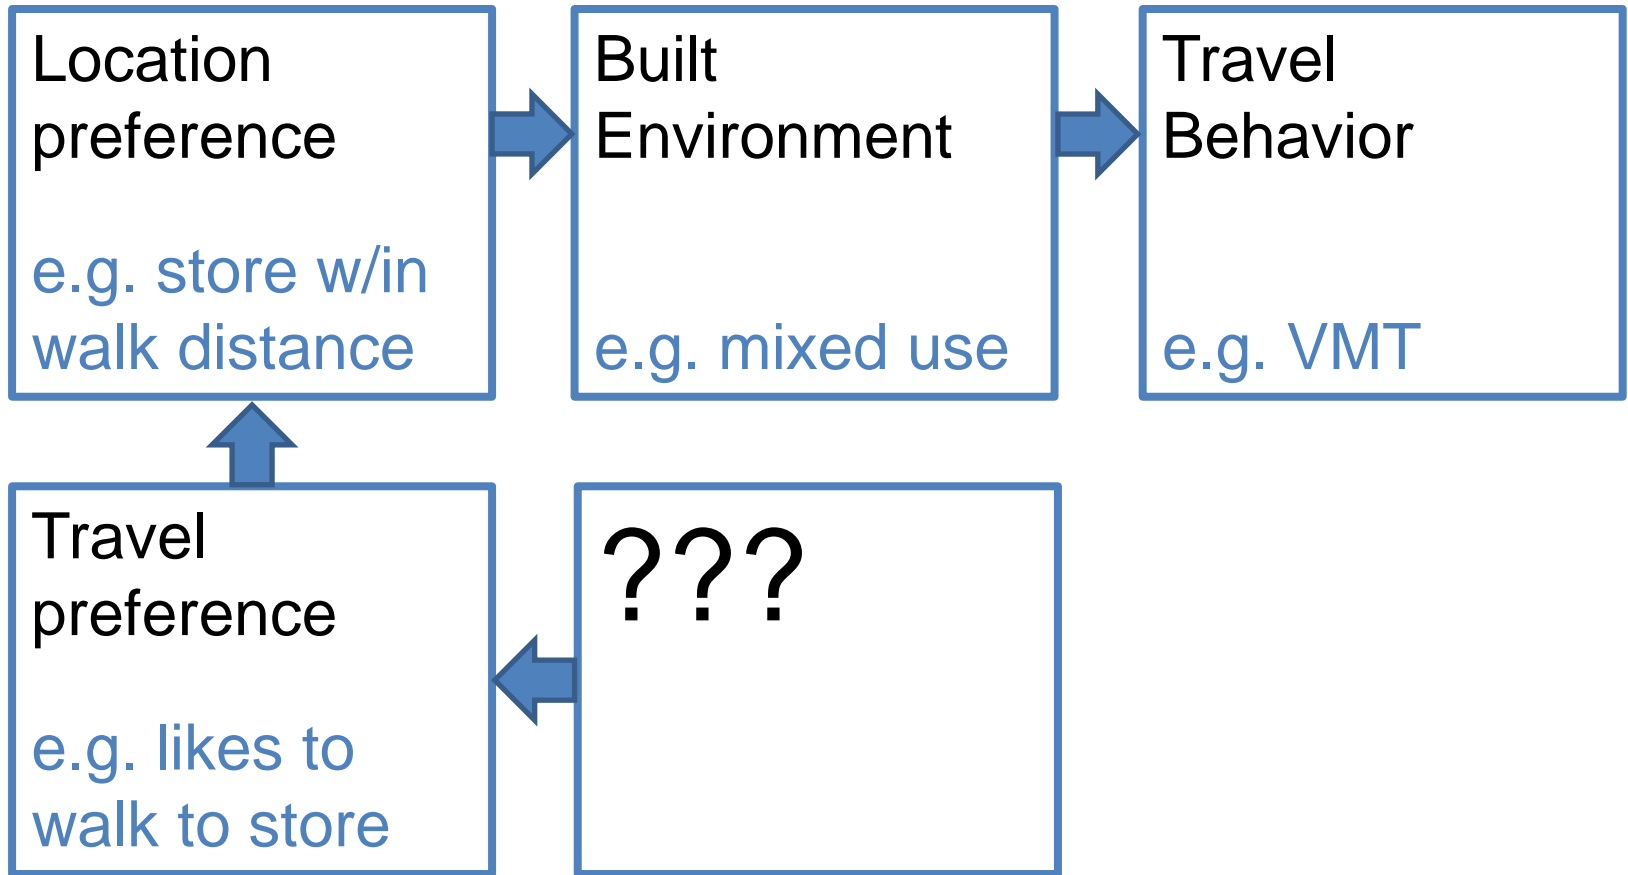 Location
preference
e.g. store w/in
walk distance
Built
Environment
e.g. mixed use
Travel
Behavior
e.g. VMT
Travel
preference
e.g. likes to
walk to store
???